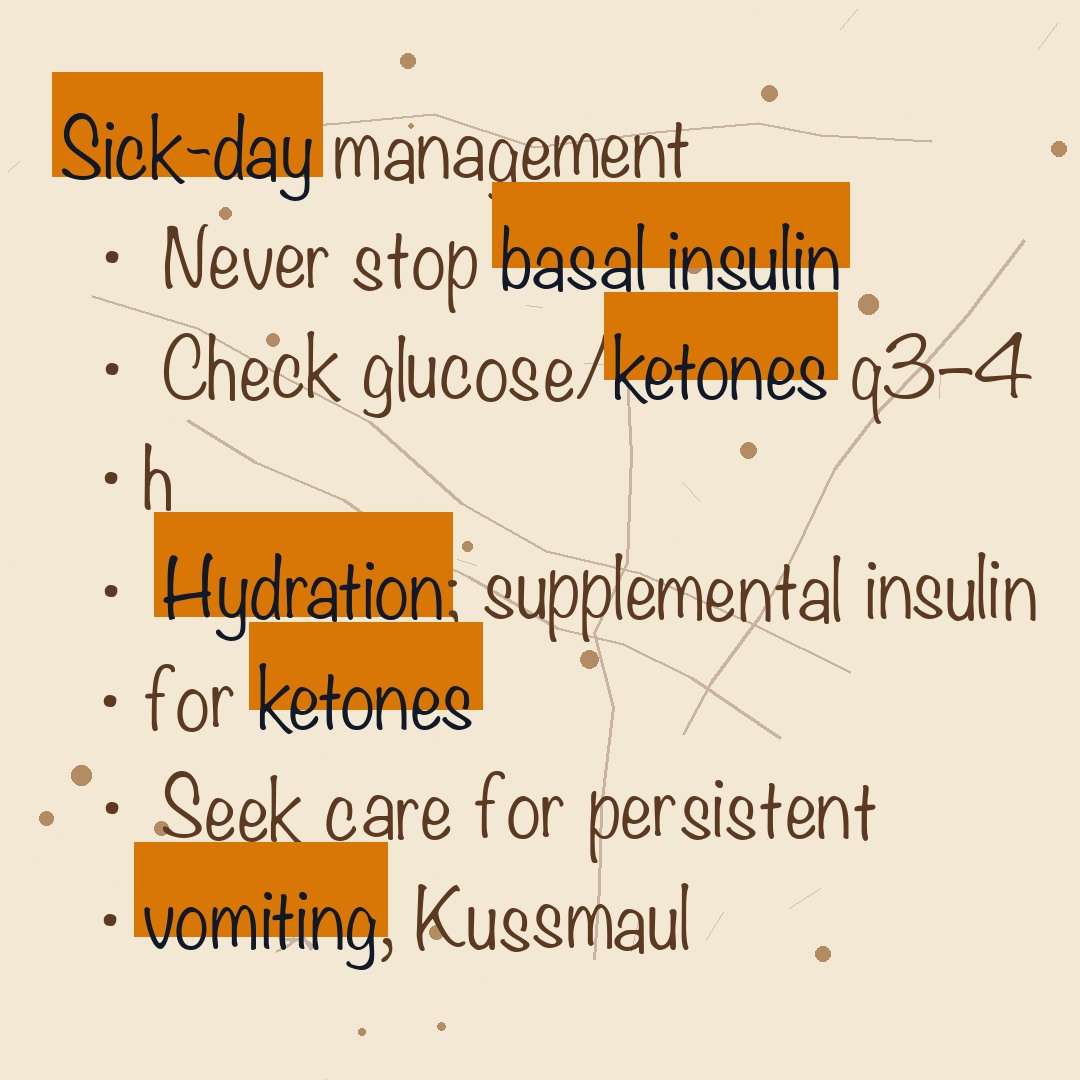 Sick-day management
• Never stop basal insulin
• Check glucose/ketones q3-4
• h
• Hydration; supplemental insulin
• for ketones
• Seek care for persistent
• vomiting, Kussmaul